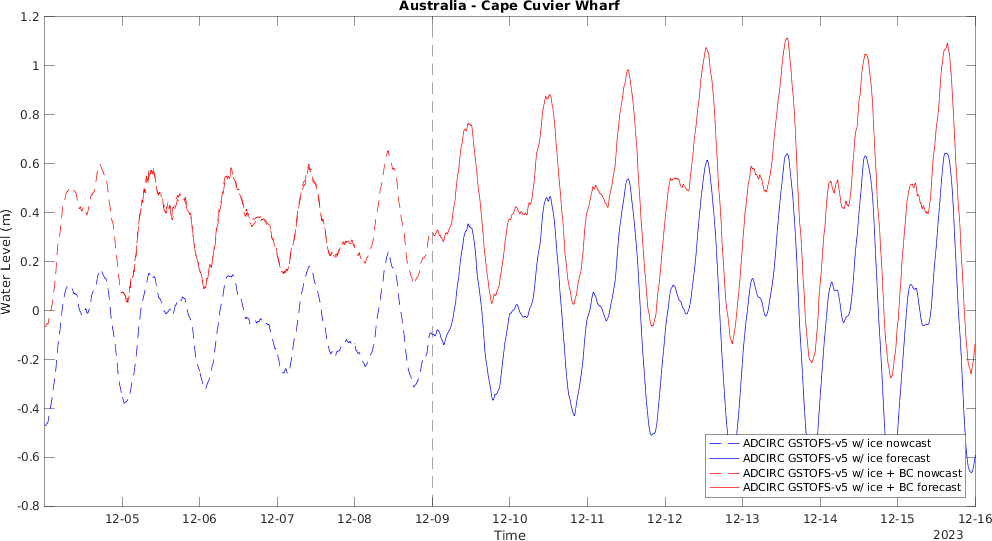 Australia - Cape Cuvier Wharf
1.2
1
0.8
0.6
0.4
0.2
0
-0.2
-0.4
-0.6
-0.8
Water Level (m)
ADCIRC GSTOFS-v5 w/ ice nowcast
ADCIRC GSTOFS-v5 w/ ice forecast
ADCIRC GSTOFS-v5 w/ ice + BC nowcast
ADCIRC GSTOFS-v5 w/ ice + BC forecast
12-05 12-06 12-07 12-08 12-09 12-10 12-11 12-12 12-13 12-14 12-15 12-16
Time
2023